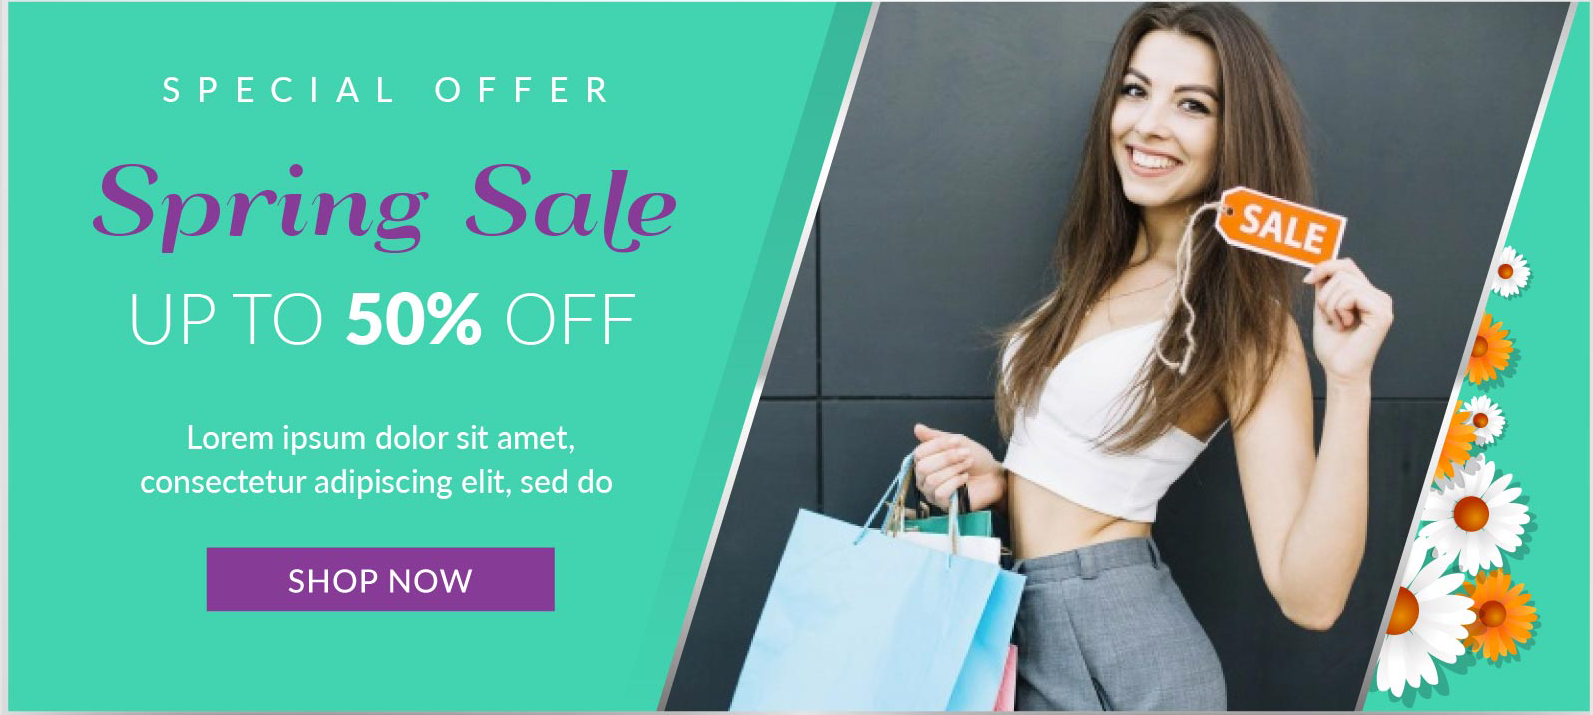 SPECIAL OFFER
Spring Sale
UP TO 50% OFF
Lorem ipsum dolor sit amet,
consectetur adipiscing elit, sed do
SHOP NOW
SALE